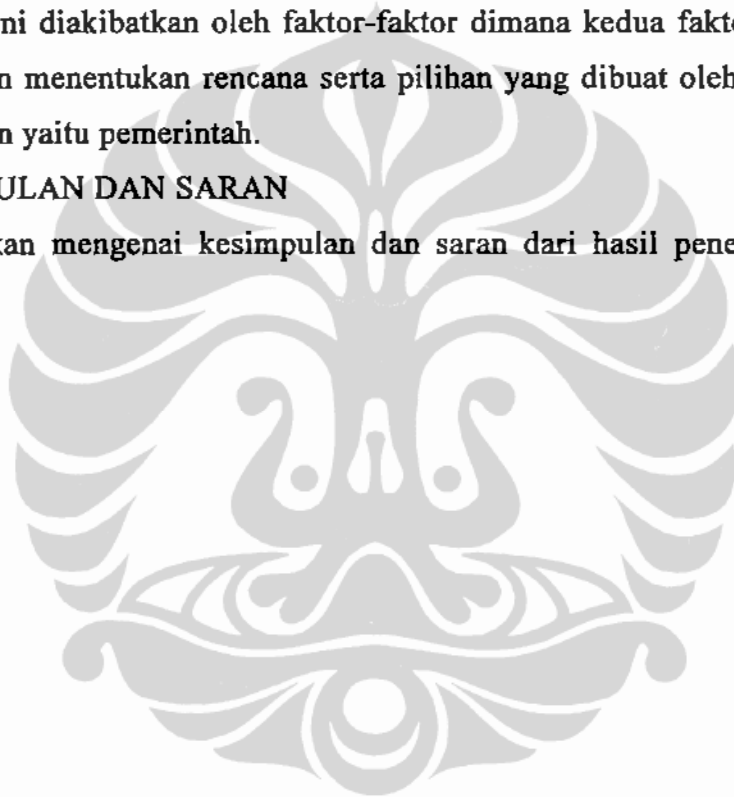 ni diakibatkan oleh faktor-faktor dimana kedua fakto
n menentukan rencana serta pilihan yang dibuat oleh
n yaitu pemerintah.
ULAN DAN SARAN
kan mengenai kesimpulan dan saran dari hasil pene